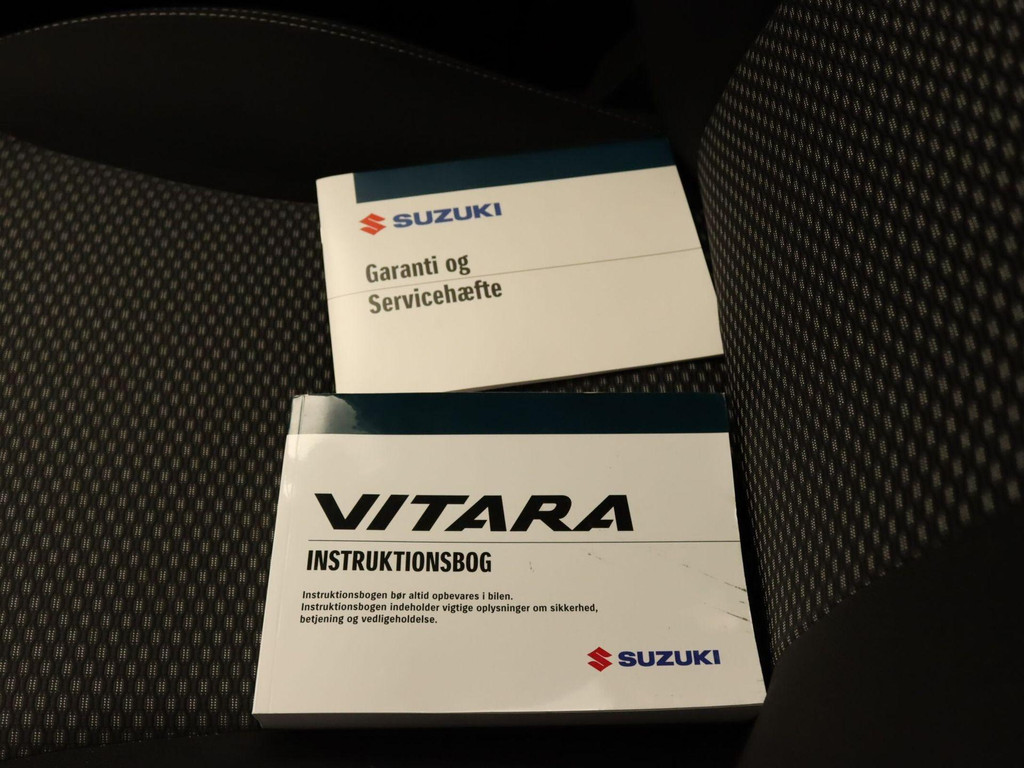 SUZUKI
Garanti og
Servicehæfte
VITARA
INSTRUKTIONSBOG
Instruktionsbogen bør altid opbevares i bilen.
Instruktionsbogen indeholder vigtige oplysninger om sikkerhed,
betjening og vedligeholdelse.
SUZUKI